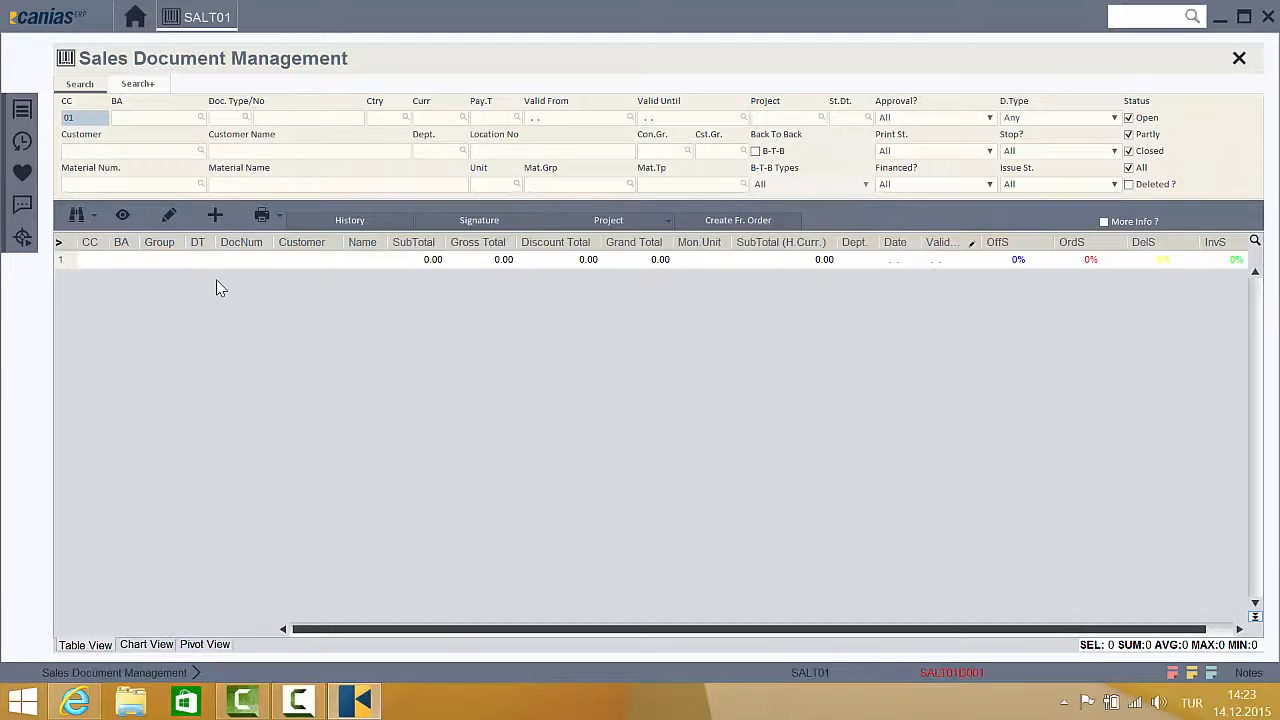 canias ERP SALT01
Sales Document Management
Search Search+
CC BA Doc. Type/No Ctry Curr Pay.T Valid From Valid Until Project St.Dt. Approval? D.Type Status
01 . . . . All Any Open
Customer Customer Name Dept. Location No Con.Gr. Cst.Gr. Back To Back Print St. Stop? Partly
B-T-B All All Closed
Material Num. Material Name Unit Mat.Grp Mat.Tp B-T-B Types Financed? Issue St. All
All All All Deleted ?
History Signature Project Create Fr. Order More Info ?
> CC BA Group DT DocNum Customer Name SubTotal Gross Total Discount Total Grand Total Mon.Unit SubTotal (H.Curr.) Dept. Date Valid... OffS OrdS DelS InvS
1 0.00 0.00 0.00 0.00 0.00 . . . . 0% 0% 0% 0%
Table View Chart View Pivot View SEL: 0 SUM:0 AVG:0 MAX:0 MIN:0
Sales Document Management SALT01 SALT01D001 Notes
TUR 14:23
14.12.2015